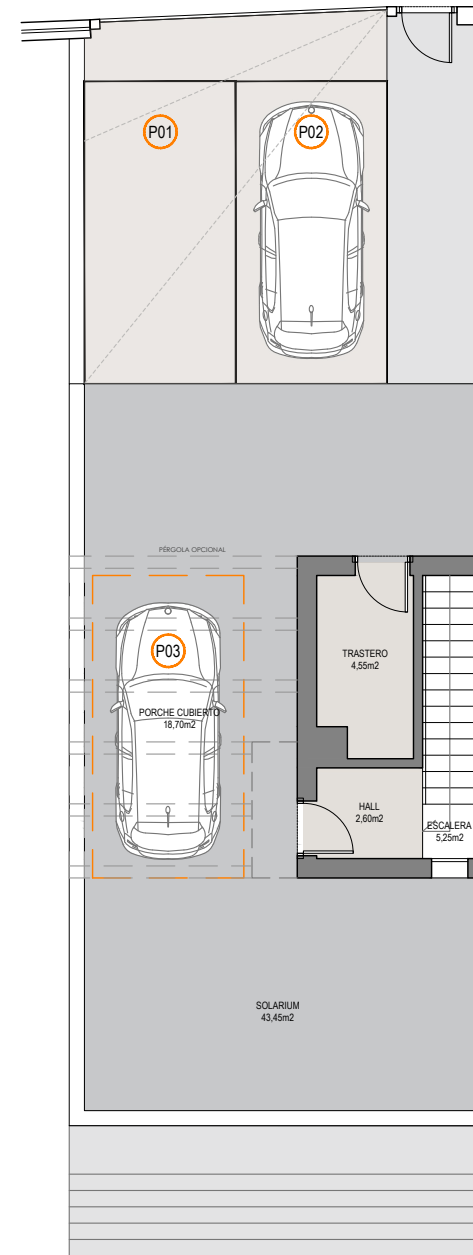 P01
P02
PÉRGOLA OPCIONAL
P03
TRASTERO
4,55m2
PORCHE CUBIERTO
18,70m2
HALL
2,60m2
ESCALERA
5,25m2
SOLARIUM
43,45m2